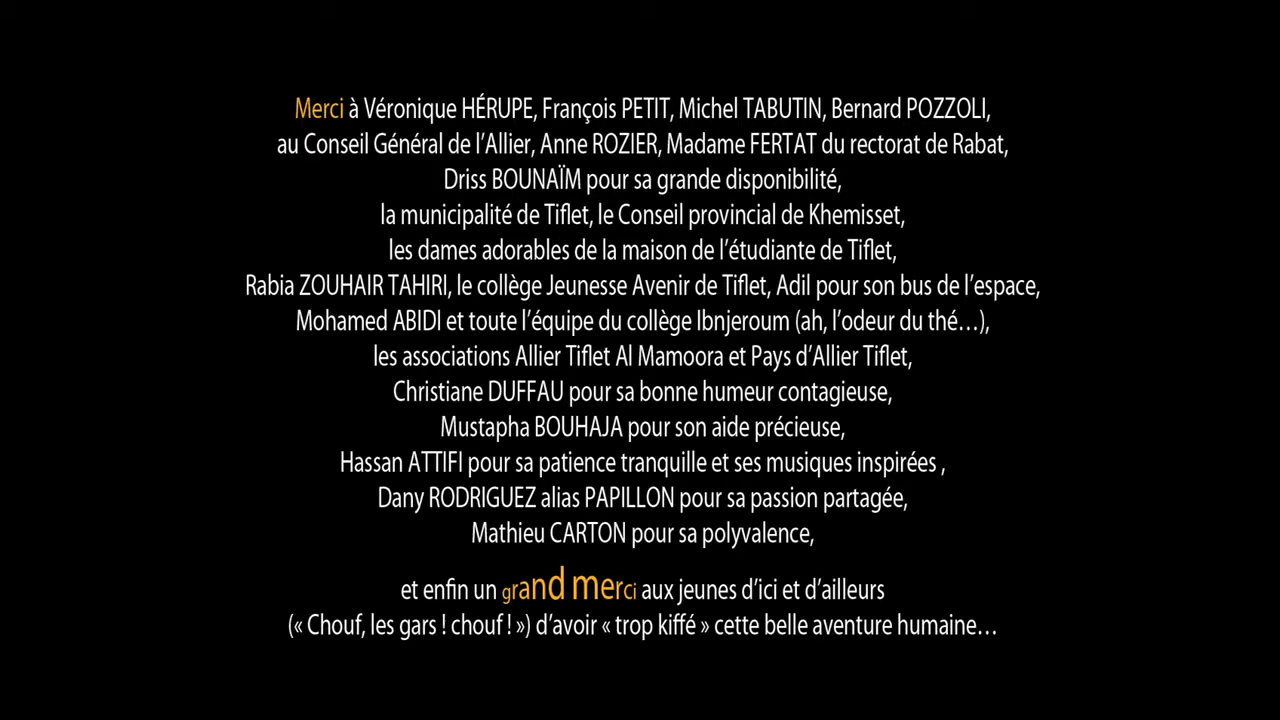 Merci à Véronique HÉRUPE, François PETIT, Michel TABUTIN, Bernard POZZOLI,
au Conseil Général de l’Allier, Anne ROZIER, Madame FERTAT du rectorat de Rabat,
Driss BOUNAÏM pour sa grande disponibilité,
la municipalité de Tiflet, le Conseil provincial de Khemisset,
les dames adorables de la maison de l’étudiante de Tiflet,
Rabia ZOUHAIR TAHIRI, le collège Jeunesse Avenir de Tiflet, Adil pour son bus de l’espace,
Mohamed ABIDI et toute l’équipe du collège Ibnjeroum (ah, l’odeur du thé…),
les associations Allier Tiflet Al Mamoora et Pays d’Allier Tiflet,
Christiane DUFFAU pour sa bonne humeur contagieuse,
Mustapha BOUHAJA pour son aide précieuse,
Hassan ATTIFI pour sa patience tranquille et ses musiques inspirées ,
Dany RODRIGUEZ alias PAPILLON pour sa passion partagée,
Mathieu CARTON pour sa polyvalence,
et enfin un grand merci aux jeunes d’ici et d’ailleurs
(« Chouf, les gars ! chouf ! ») d’avoir « trop kiffé » cette belle aventure humaine…